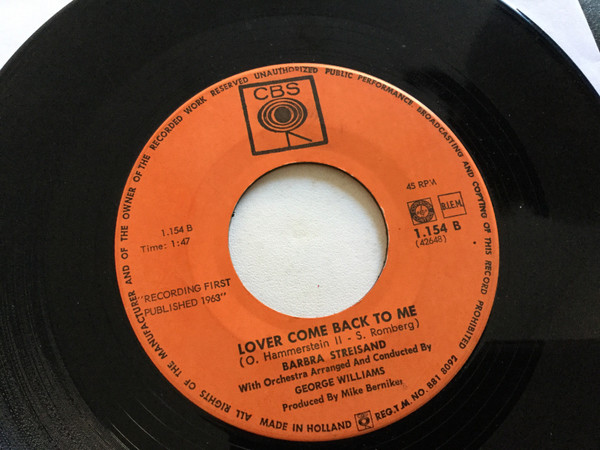 ALL RIGHTS OF THE MANUFACTURER AND OF THE OWNER OF THE RECORDED WORK RESERVED UNAUTHORIZED PUBLIC PERFORMANCE BROADCASTING AND COPYING OF THIS RECORD PROHIBITED
CBS
45 RPM
1.154 B
Time: 1:47
B.I.E.M.
1.154 B
(42648)
"RECORDING FIRST
PUBLISHED 1963"
LOVER COME BACK TO ME
(O. Hammerstein II - S. Romberg)
BARBRA STREISAND
With Orchestra Arranged And Conducted By
GEORGE WILLIAMS
Produced By Mike Berniker
MADE IN HOLLAND
CBS
REG.T.M. NO. BB1 8099